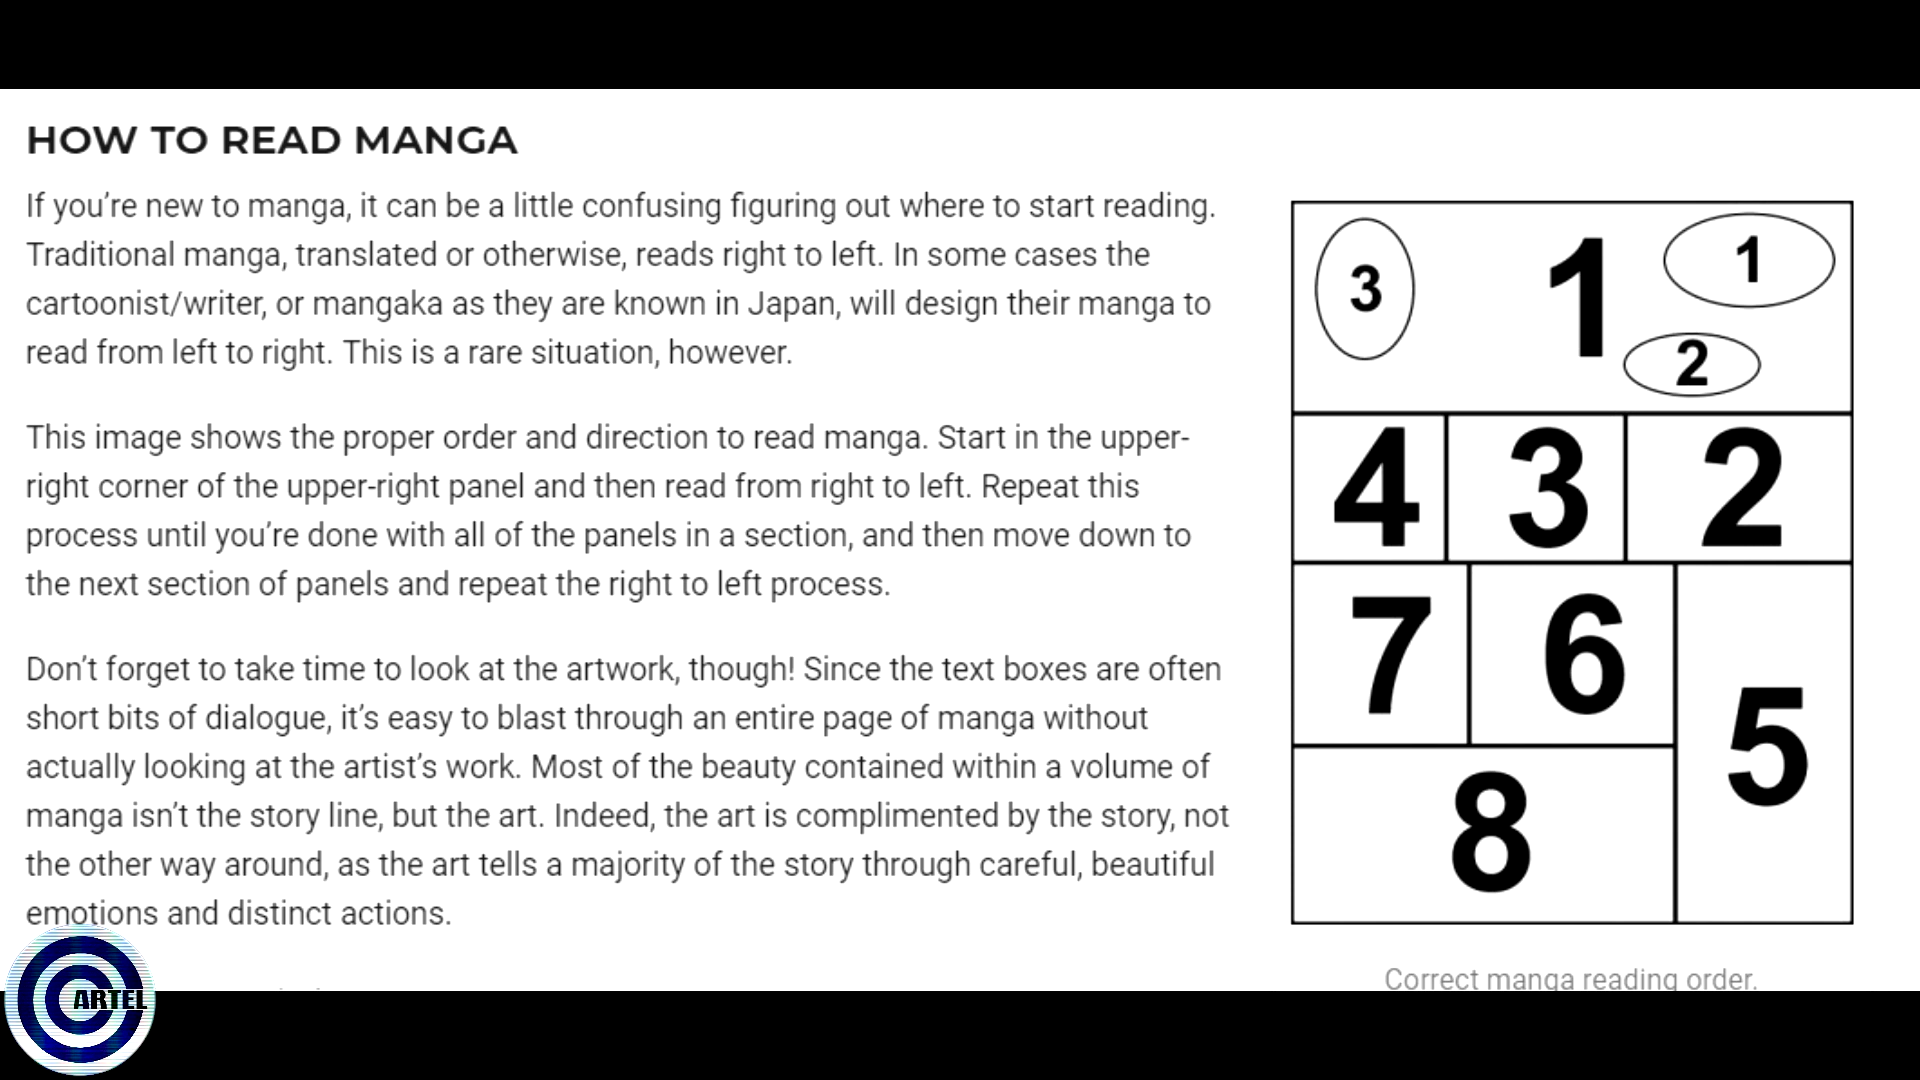 HOW TO READ MANGA
If you’re new to manga, it can be a little confusing figuring out where to start reading.
Traditional manga, translated or otherwise, reads right to left. In some cases the
cartoonist/writer, or mangaka as they are known in Japan, will design their manga to
read from left to right. This is a rare situation, however.
This image shows the proper order and direction to read manga. Start in the upper-
right corner of the upper-right panel and then read from right to left. Repeat this
process until you’re done with all of the panels in a section, and then move down to
the next section of panels and repeat the right to left process.
Don’t forget to take time to look at the artwork, though! Since the text boxes are often
short bits of dialogue, it’s easy to blast through an entire page of manga without
actually looking at the artist’s work. Most of the beauty contained within a volume of
manga isn’t the story line, but the art. Indeed, the art is complimented by the story, not
the other way around, as the art tells a majority of the story through careful, beautiful
emotions and distinct actions.
3 1 1
2
4 3 2
7 6
5
8
Correct manga reading order.
CARTEL